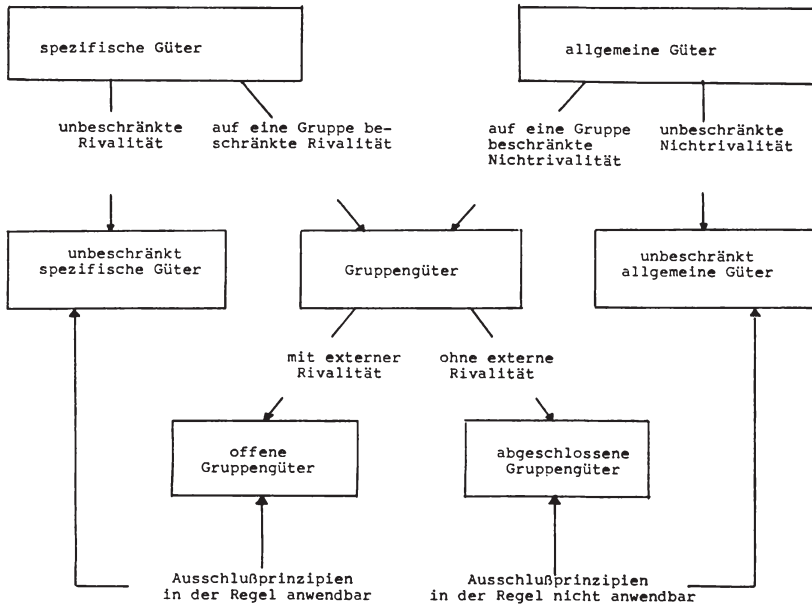 spezifische Güter
allgemeine Güter
unbeschränkte
Rivalität
auf eine Gruppe be-
schränkte Rivalität
auf eine Gruppe
beschränkte
Nichtrivalität
unbeschränkte
Nichtrivalität
unbeschränkt
spezifische Güter
Gruppengüter
unbeschränkt
allgemeine Güter
mit externer
Rivalität
ohne externe
Rivalität
offene
Gruppengüter
abgeschlossene
Gruppengüter
Ausschlußprinzipien
in der Regel anwendbar
Ausschlußprinzipien
in der Regel nicht anwendbar